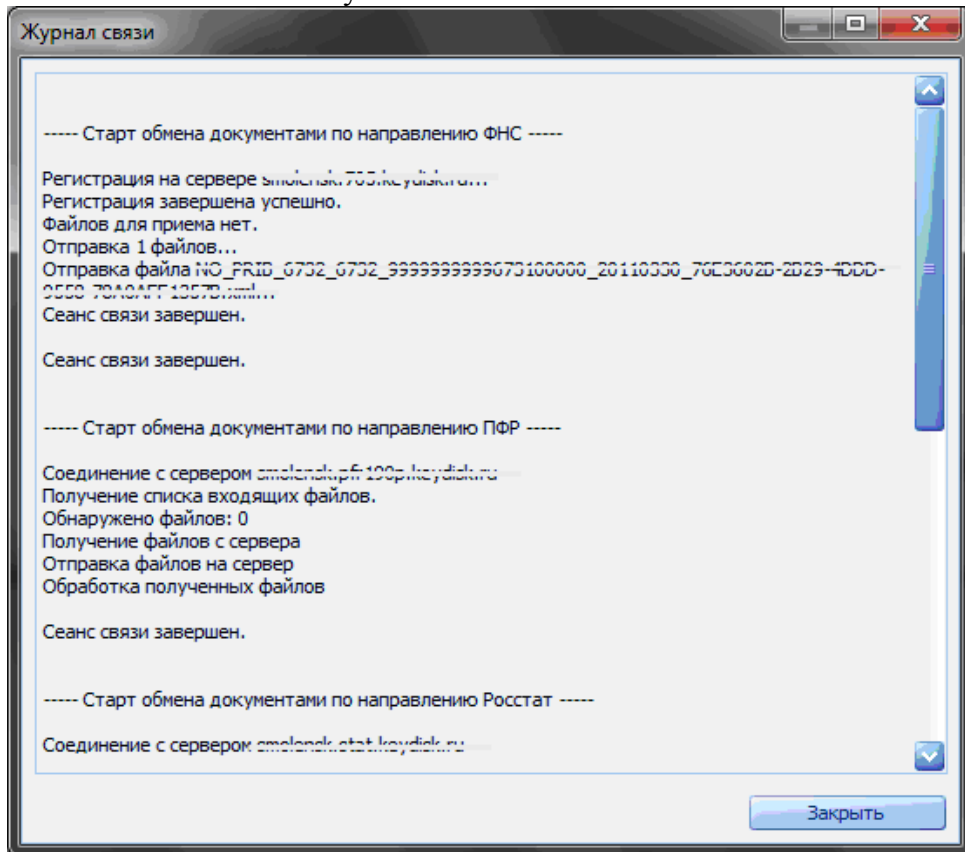 Журнал связи
----- Старт обмена документами по направлению ФНС -----
Регистрация на сервере
Регистрация завершена успешно.
Файлов для приема нет.
Отправка 1 файлов...
Отправка файла
Сеанс связи завершен.
Сеанс связи завершен.
----- Старт обмена документами по направлению ПФР -----
Соединение с сервером
Получение списка входящих файлов.
Обнаружено файлов: 0
Получение файлов с сервера
Отправка файлов на сервер
Обработка полученных файлов
Сеанс связи завершен.
----- Старт обмена документами по направлению Росстат -----
Соединение с сервером
Закрыть